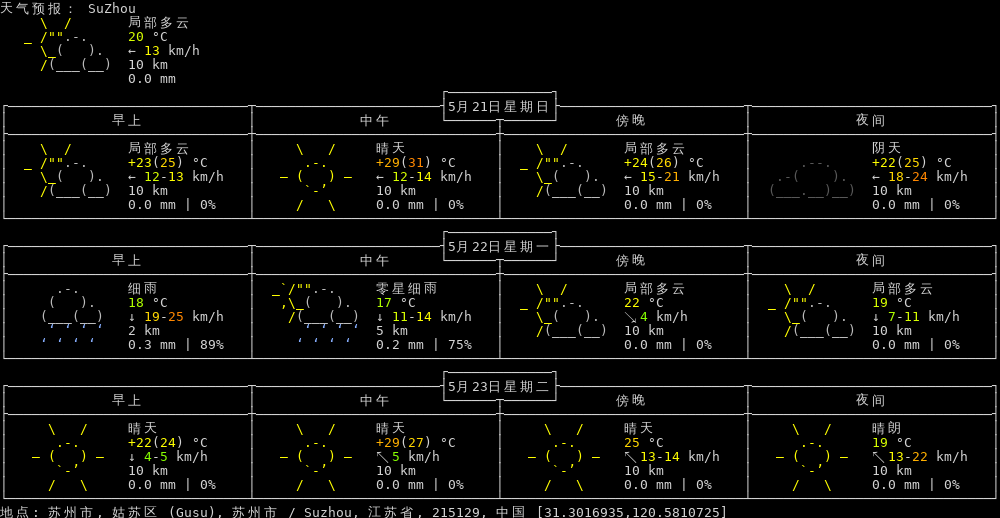 天气预报: SuZhou
局部多云
20 °C
← 13 km/h
10 km
0.0 mm
5月21日星期日
早上 中午 傍晚 夜间
局部多云 晴天 局部多云 阴天
+23(25) °C +29(31) °C +24(26) °C +22(25) °C
← 12-13 km/h ← 12-14 km/h ← 15-21 km/h ← 18-24 km/h
10 km 10 km 10 km 10 km
0.0 mm | 0% 0.0 mm | 0% 0.0 mm | 0% 0.0 mm | 0%
5月22日星期一
早上 中午 傍晚 夜间
细雨 零星细雨 局部多云 局部多云
18 °C 17 °C 22 °C 19 °C
↓ 19-25 km/h ↓ 11-14 km/h ↘ 4 km/h ↓ 7-11 km/h
2 km 5 km 10 km 10 km
0.3 mm | 89% 0.2 mm | 75% 0.0 mm | 0% 0.0 mm | 0%
5月23日星期二
早上 中午 傍晚 夜间
晴天 晴天 晴天 晴朗
+22(24) °C +29(27) °C 25 °C 19 °C
↓ 4-5 km/h ↖ 5 km/h ↖ 13-14 km/h ↖ 13-22 km/h
10 km 10 km 10 km 10 km
0.0 mm | 0% 0.0 mm | 0% 0.0 mm | 0% 0.0 mm | 0%
地点: 苏州市, 姑苏区 (Gusu), 苏州市 / Suzhou, 江苏省, 215129, 中国 [31.3016935,120.5810725]